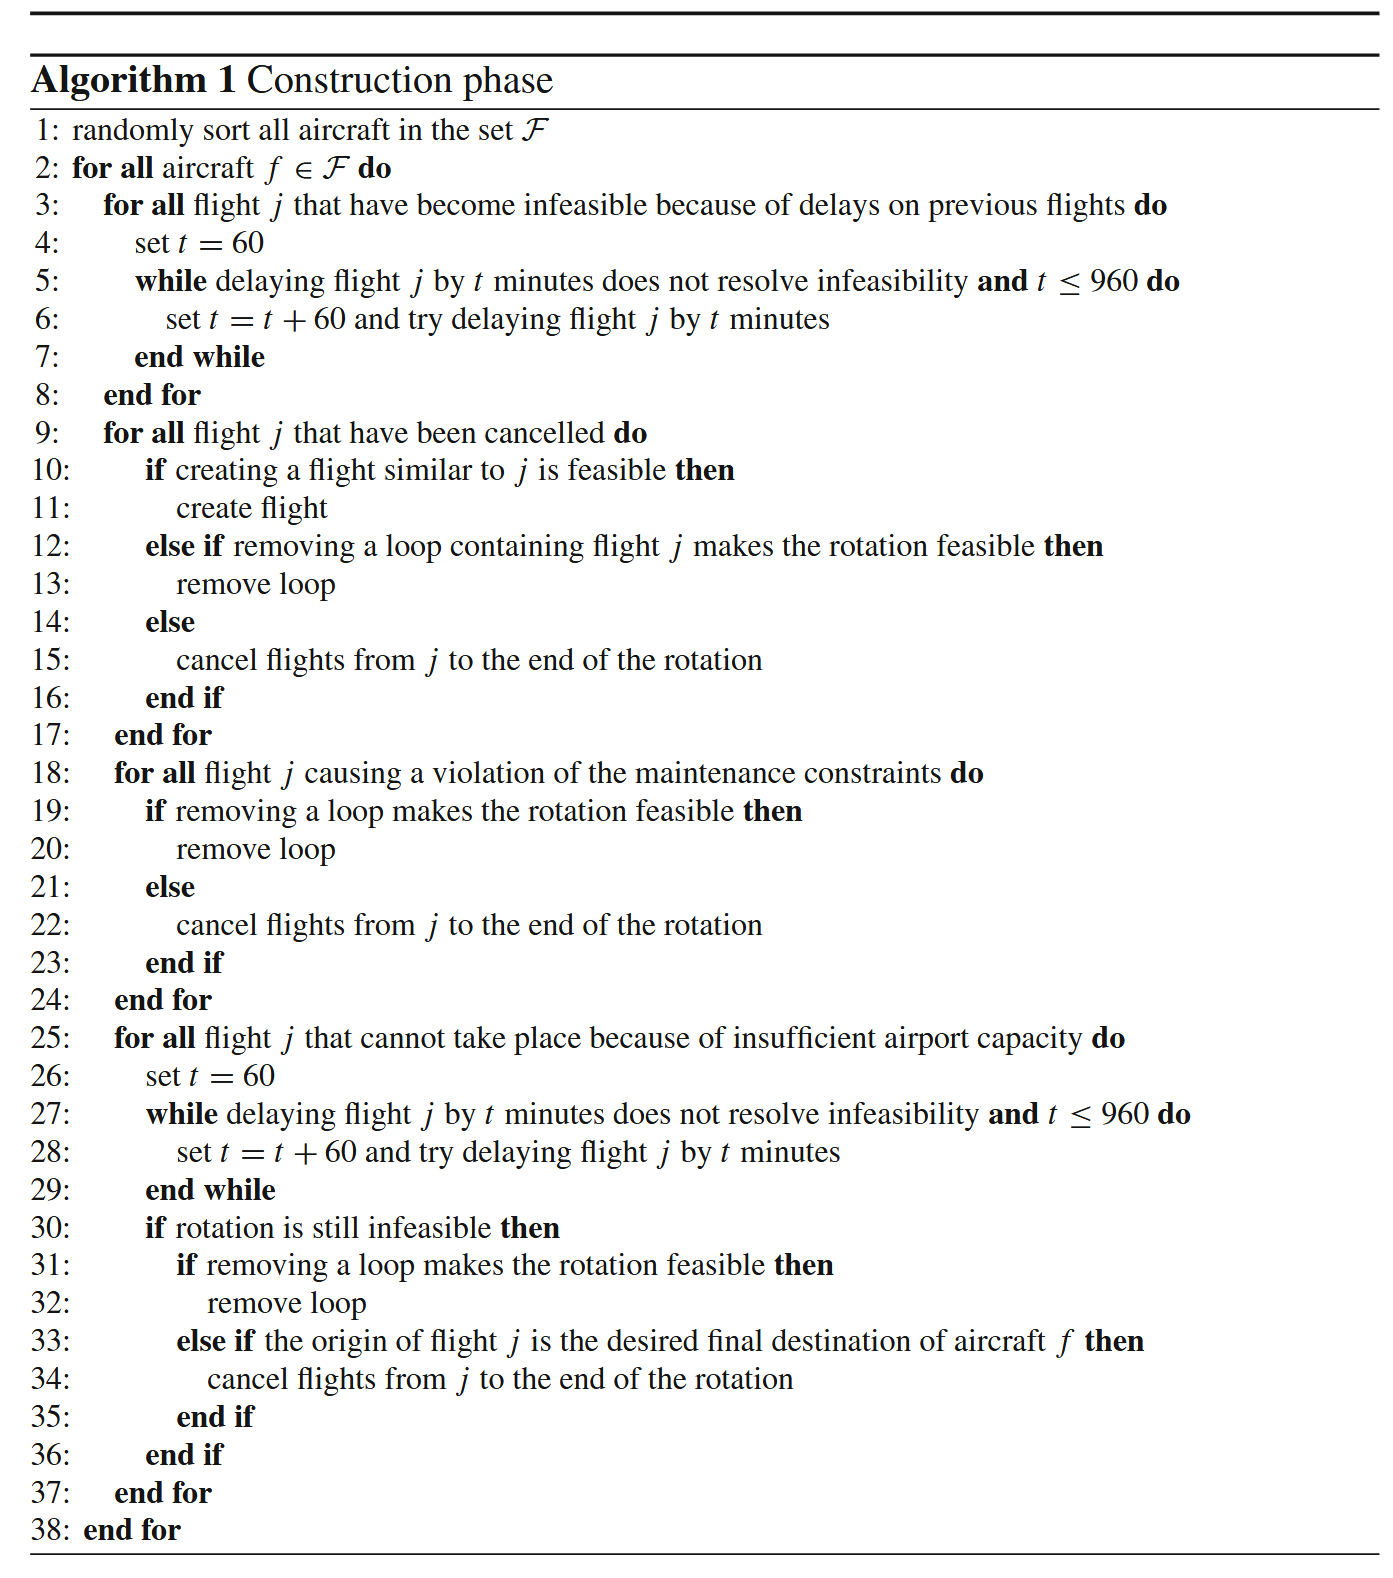 Algorithm 1 Construction phase
1: randomly sort all aircraft in the set ℱ
2: for all aircraft f ∈ ℱ do
3: for all flight j that have become infeasible because of delays on previous flights do
4: set t = 60
5: while delaying flight j by t minutes does not resolve infeasibility and t ≤ 960 do
6: set t = t + 60 and try delaying flight j by t minutes
7: end while
8: end for
9: for all flight j that have been cancelled do
10: if creating a flight similar to j is feasible then
11: create flight
12: else if removing a loop containing flight j makes the rotation feasible then
13: remove loop
14: else
15: cancel flights from j to the end of the rotation
16: end if
17: end for
18: for all flight j causing a violation of the maintenance constraints do
19: if removing a loop makes the rotation feasible then
20: remove loop
21: else
22: cancel flights from j to the end of the rotation
23: end if
24: end for
25: for all flight j that cannot take place because of insufficient airport capacity do
26: set t = 60
27: while delaying flight j by t minutes does not resolve infeasibility and t ≤ 960 do
28: set t = t + 60 and try delaying flight j by t minutes
29: end while
30: if rotation is still infeasible then
31: if removing a loop makes the rotation feasible then
32: remove loop
33: else if the origin of flight j is the desired final destination of aircraft f then
34: cancel flights from j to the end of the rotation
35: end if
36: end if
37: end for
38: end for